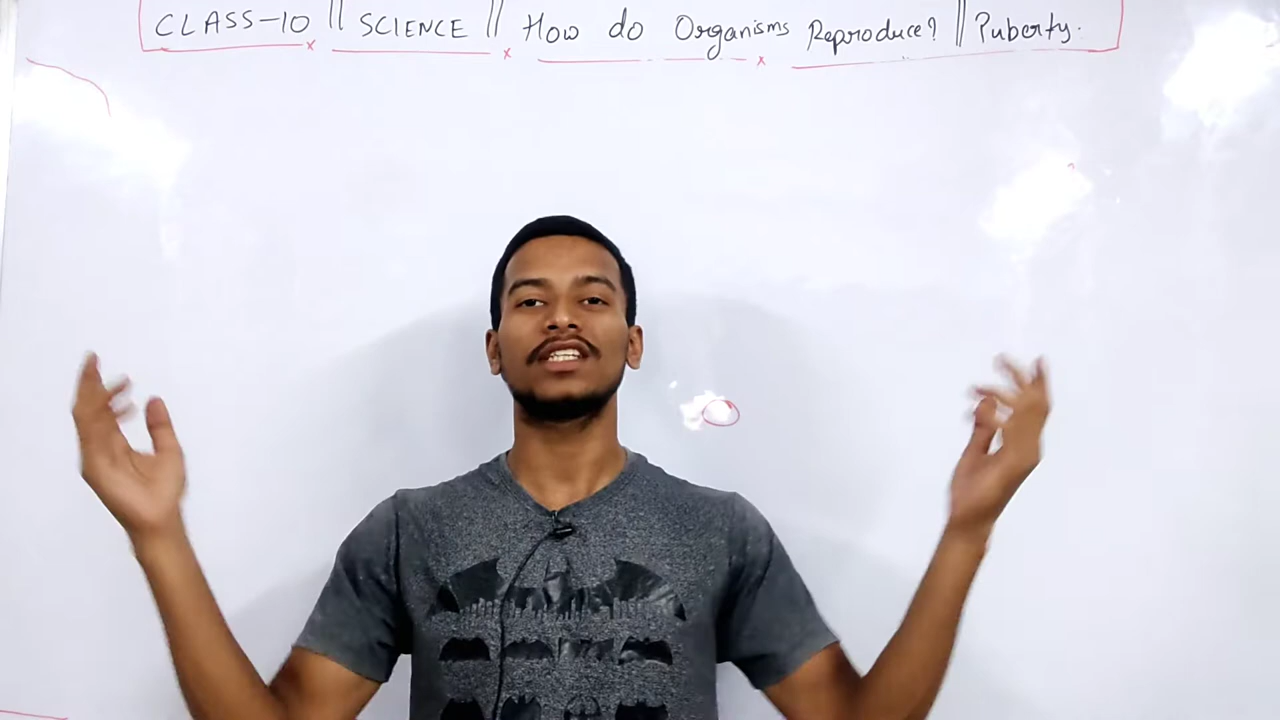 CLASS-10 || SCIENCE || How do Organisms Reproduce? || Puberty.